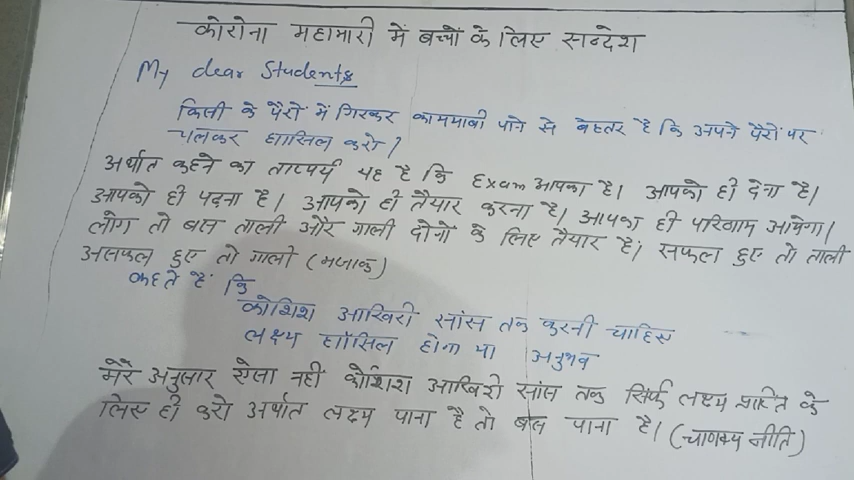 कोरोना महामारी में बच्चों के लिए सन्देश
My dear Students
किसी के पैरों में गिरकर कामयाबी पाने से बेहतर है कि अपने पैरों पर
चलकर हासिल करो।
अर्थात कहने का तात्पर्य यह है कि Exam आपका है। आपको ही देना है।
आपको ही पढ़ना है। आपको ही तैयार करना है। आपका ही परिणाम आयेगा।
लोग तो बस ताली और गाली दोनों के लिए तैयार हैं। सफल हुए तो ताली
असफल हुए तो गाली (मजाक)
कहते हैं कि
कोशिश आखिरी सांस तक करनी चाहिए
लक्ष्य हाँसिल होगा या अनुभव
मेरे अनुसार ऐसा नहीं कोशिश आखिरी सांस तक सिर्फ लक्ष्य प्राप्ति के
लिए ही करो अर्थात लक्ष्य पाना है तो बस पाना है। (चाणक्य नीति)